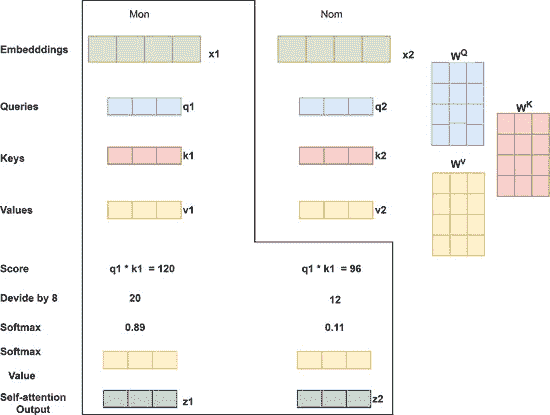 Mon Nom
Embedddings x1 x2
W^Q
Queries q1 q2
W^K
Keys k1 k2
W^V
Values v1 v2
Score q1 * k1 = 120 q1 * k1 = 96
Devide by 8 20 12
Softmax 0.89 0.11
Softmax
Value
Self-attention z1 z2
Output